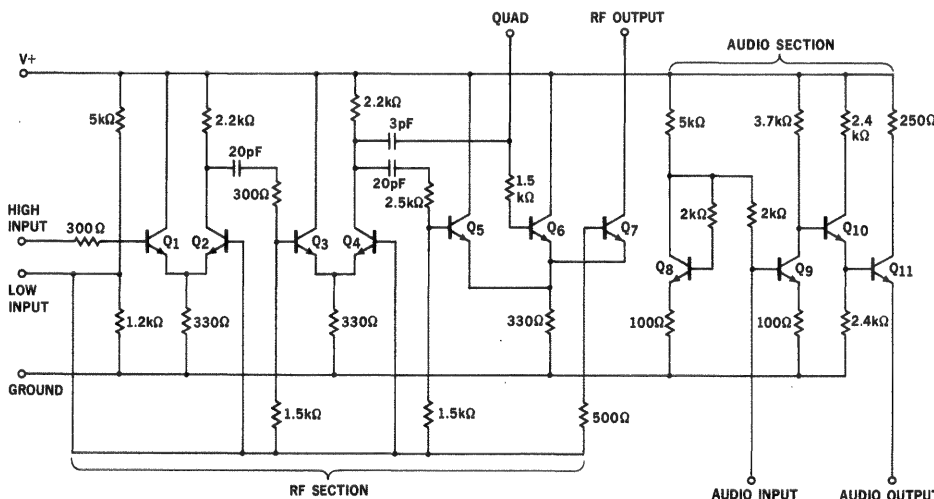 QUAD
RF OUTPUT
AUDIO SECTION
V+
5kΩ
2.2kΩ
2.2kΩ
3pF
20pF
300Ω
20pF
2.5kΩ
1.5
kΩ
5kΩ
3.7kΩ
2.4
kΩ
250Ω
2kΩ
2kΩ
HIGH
INPUT
300Ω
Q1
Q2
Q3
Q4
Q5
Q6
Q7
Q8
Q9
Q10
Q11
LOW
INPUT
1.2kΩ
330Ω
330Ω
330Ω
100Ω
100Ω
2.4kΩ
GROUND
1.5kΩ
1.5kΩ
500Ω
RF SECTION
AUDIO INPUT
AUDIO OUTPUT